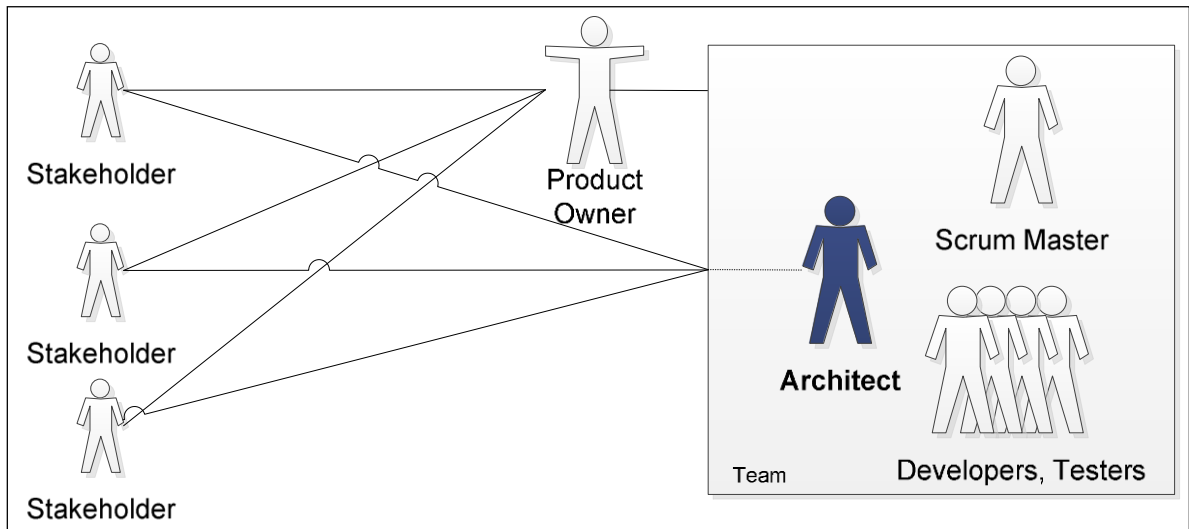 Stakeholder
Product
Owner
Scrum Master
Stakeholder
Architect
Developers, Testers
Team
Stakeholder